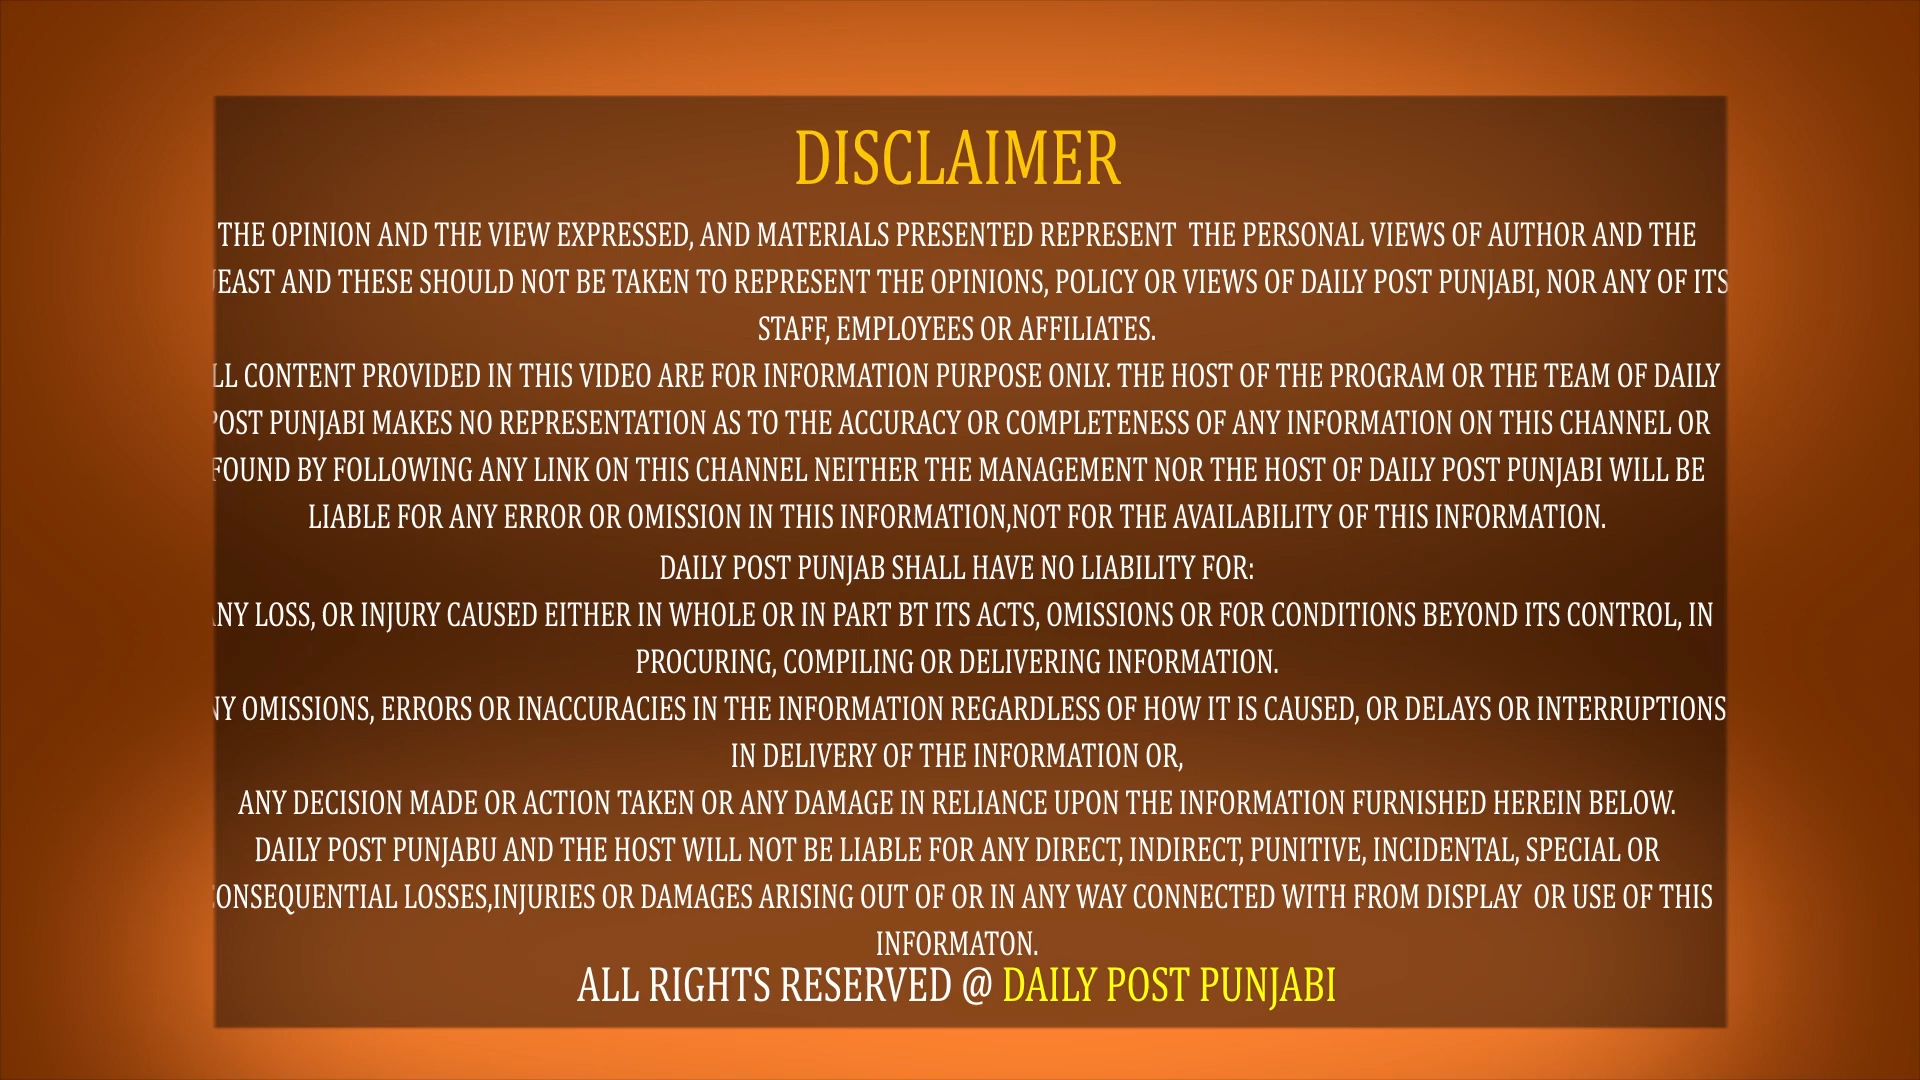 DISCLAIMER
THE OPINION AND THE VIEW EXPRESSED, AND MATERIALS PRESENTED REPRESENT THE PERSONAL VIEWS OF AUTHOR AND THE
EAST AND THESE SHOULD NOT BE TAKEN TO REPRESENT THE OPINIONS, POLICY OR VIEWS OF DAILY POST PUNJABI, NOR ANY OF ITS
STAFF, EMPLOYEES OR AFFILIATES.
LL CONTENT PROVIDED IN THIS VIDEO ARE FOR INFORMATION PURPOSE ONLY. THE HOST OF THE PROGRAM OR THE TEAM OF DAILY
POST PUNJABI MAKES NO REPRESENTATION AS TO THE ACCURACY OR COMPLETENESS OF ANY INFORMATION ON THIS CHANNEL OR
FOUND BY FOLLOWING ANY LINK ON THIS CHANNEL NEITHER THE MANAGEMENT NOR THE HOST OF DAILY POST PUNJABI WILL BE
LIABLE FOR ANY ERROR OR OMISSION IN THIS INFORMATION,NOT FOR THE AVAILABILITY OF THIS INFORMATION.
DAILY POST PUNJAB SHALL HAVE NO LIABILITY FOR:
NY LOSS, OR INJURY CAUSED EITHER IN WHOLE OR IN PART BT ITS ACTS, OMISSIONS OR FOR CONDITIONS BEYOND ITS CONTROL, IN
PROCURING, COMPILING OR DELIVERING INFORMATION.
NY OMISSIONS, ERRORS OR INACCURACIES IN THE INFORMATION REGARDLESS OF HOW IT IS CAUSED, OR DELAYS OR INTERRUPTIONS
IN DELIVERY OF THE INFORMATION OR,
ANY DECISION MADE OR ACTION TAKEN OR ANY DAMAGE IN RELIANCE UPON THE INFORMATION FURNISHED HEREIN BELOW.
DAILY POST PUNJABU AND THE HOST WILL NOT BE LIABLE FOR ANY DIRECT, INDIRECT, PUNITIVE, INCIDENTAL, SPECIAL OR
CONSEQUENTIAL LOSSES,INJURIES OR DAMAGES ARISING OUT OF OR IN ANY WAY CONNECTED WITH FROM DISPLAY OR USE OF THIS
INFORMATON.
ALL RIGHTS RESERVED @ DAILY POST PUNJABI